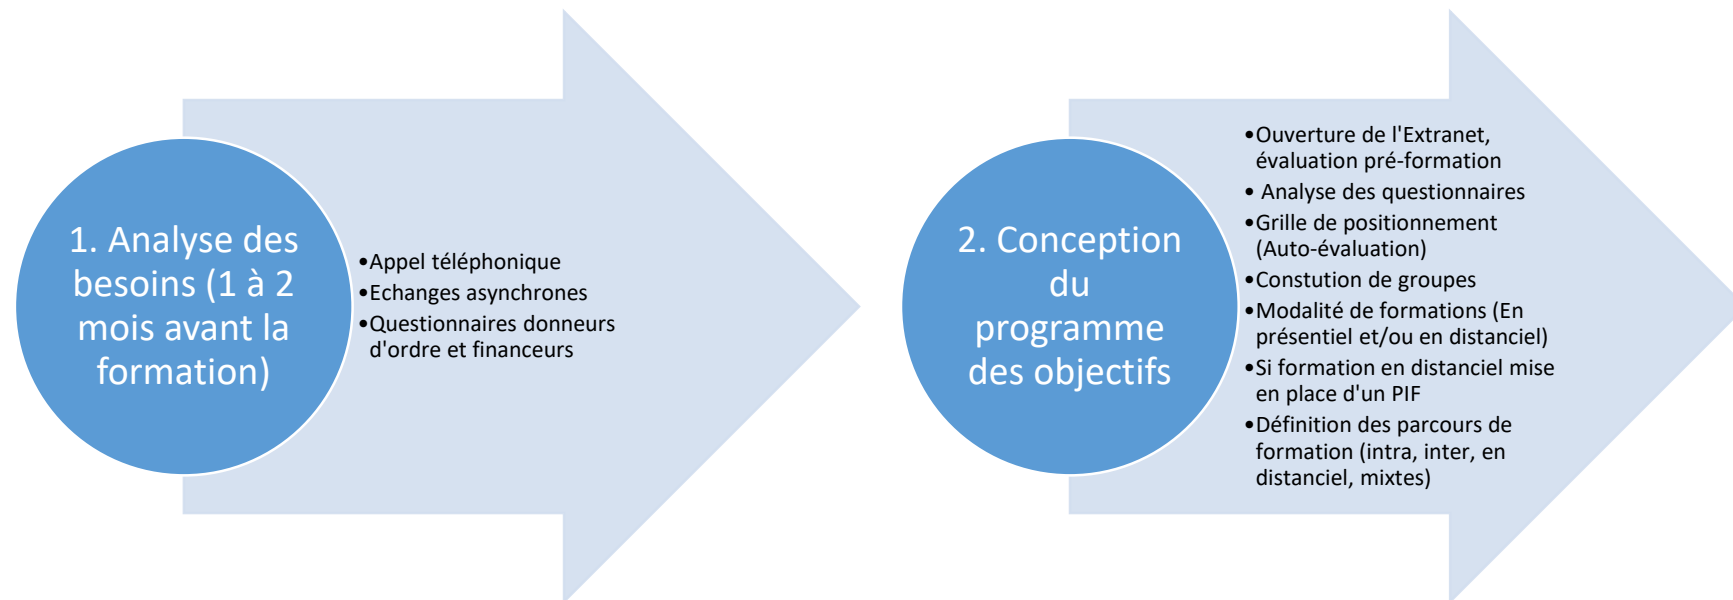 1. Analyse des
besoins (1 à 2
mois avant la
formation)
•Appel téléphonique
•Echanges asynchrones
•Questionnaires donneurs
d'ordre et financeurs
2. Conception
du
programme
des objectifs
•Ouverture de l'Extranet,
évaluation pré-formation
• Analyse des questionnaires
•Grille de positionnement
(Auto-évaluation)
•Constution de groupes
•Modalité de formations (En
présentiel et/ou en distanciel)
•Si formation en distanciel mise
en place d'un PIF
•Définition des parcours de
formation (intra, inter, en
distanciel, mixtes)